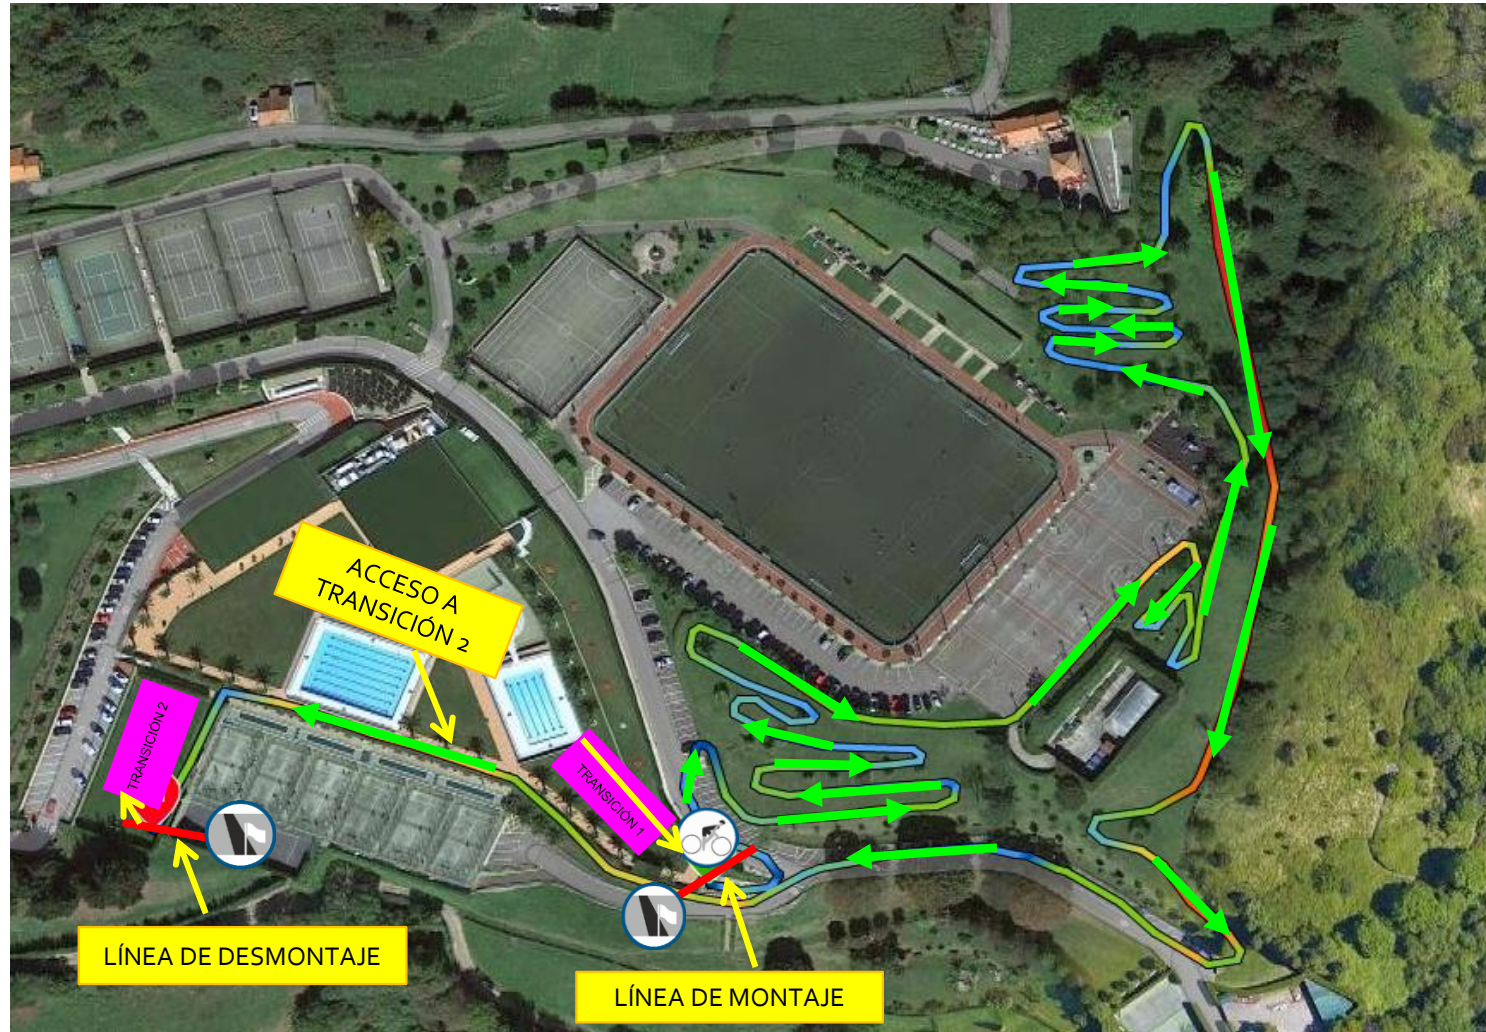 ACCESO A
TRANSICIÓN 2
TRANSICIÓN 2
TRANSICIÓN 1
LÍNEA DE DESMONTAJE
LÍNEA DE MONTAJE